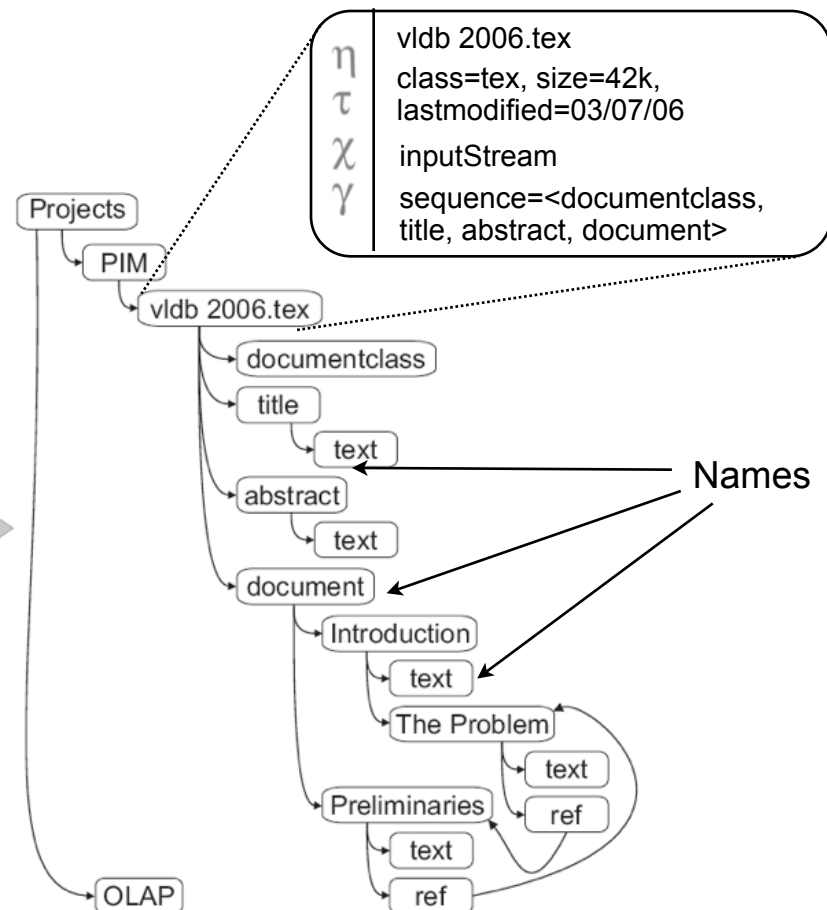 η vldb 2006.tex
τ class=tex, size=42k,
lastmodified=03/07/06
χ inputStream
γ sequence=<documentclass,
title, abstract, document>
Projects
PIM
vldb 2006.tex
documentclass
title
text
Names
abstract
text
document
Introduction
text
The Problem
text
Preliminaries
ref
text
OLAP
ref